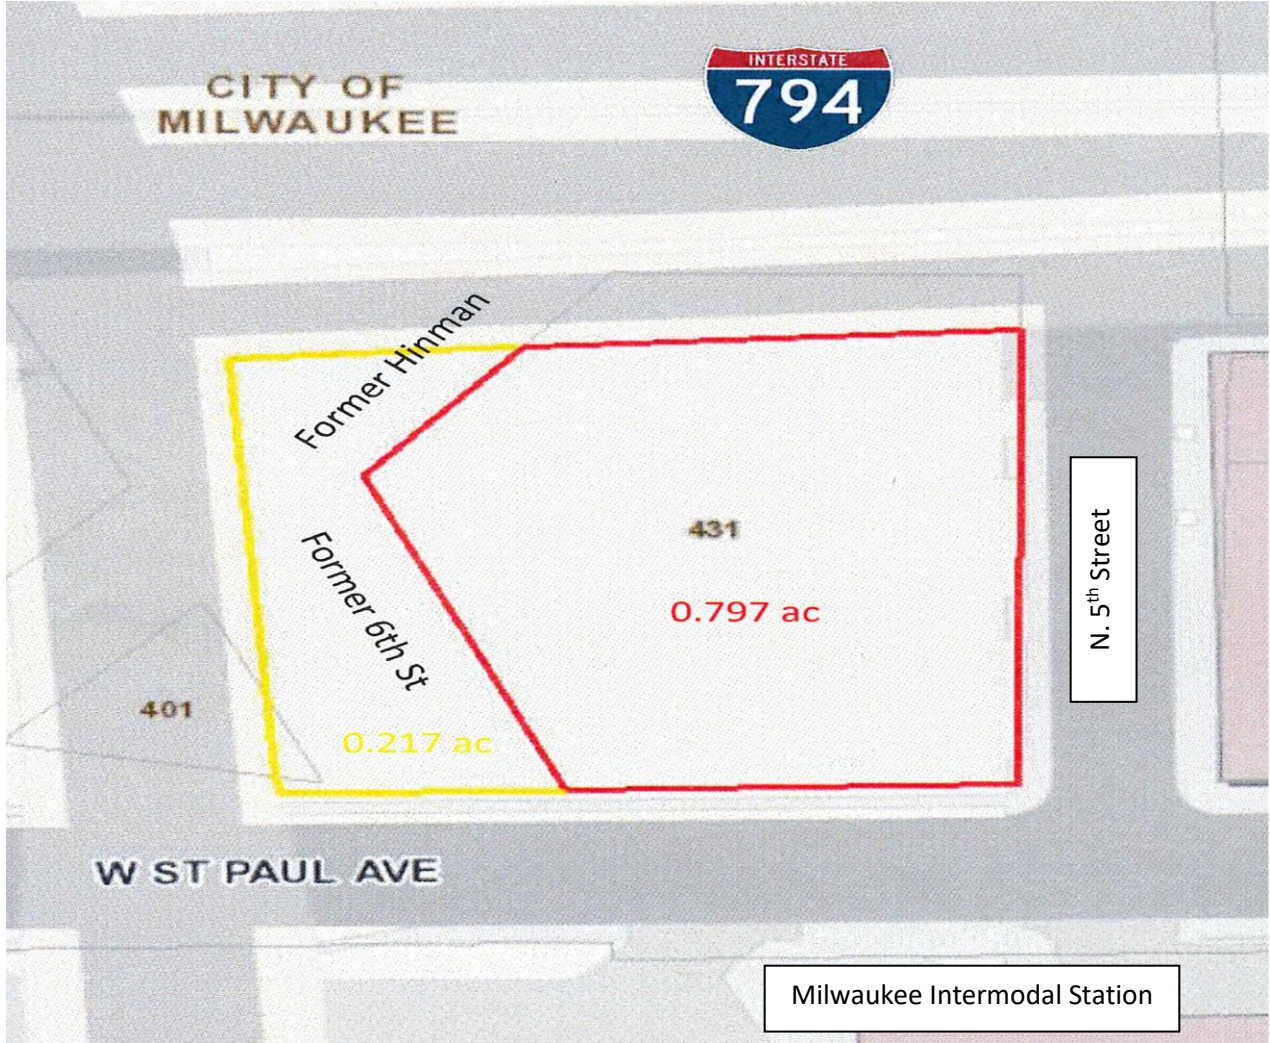 CITY OF
MILWAUKEE
INTERSTATE
794
Former Hinman
431
0.797 ac
N. 5th Street
Former 6th St
401
0.217 ac
W ST PAUL AVE
Milwaukee Intermodal Station